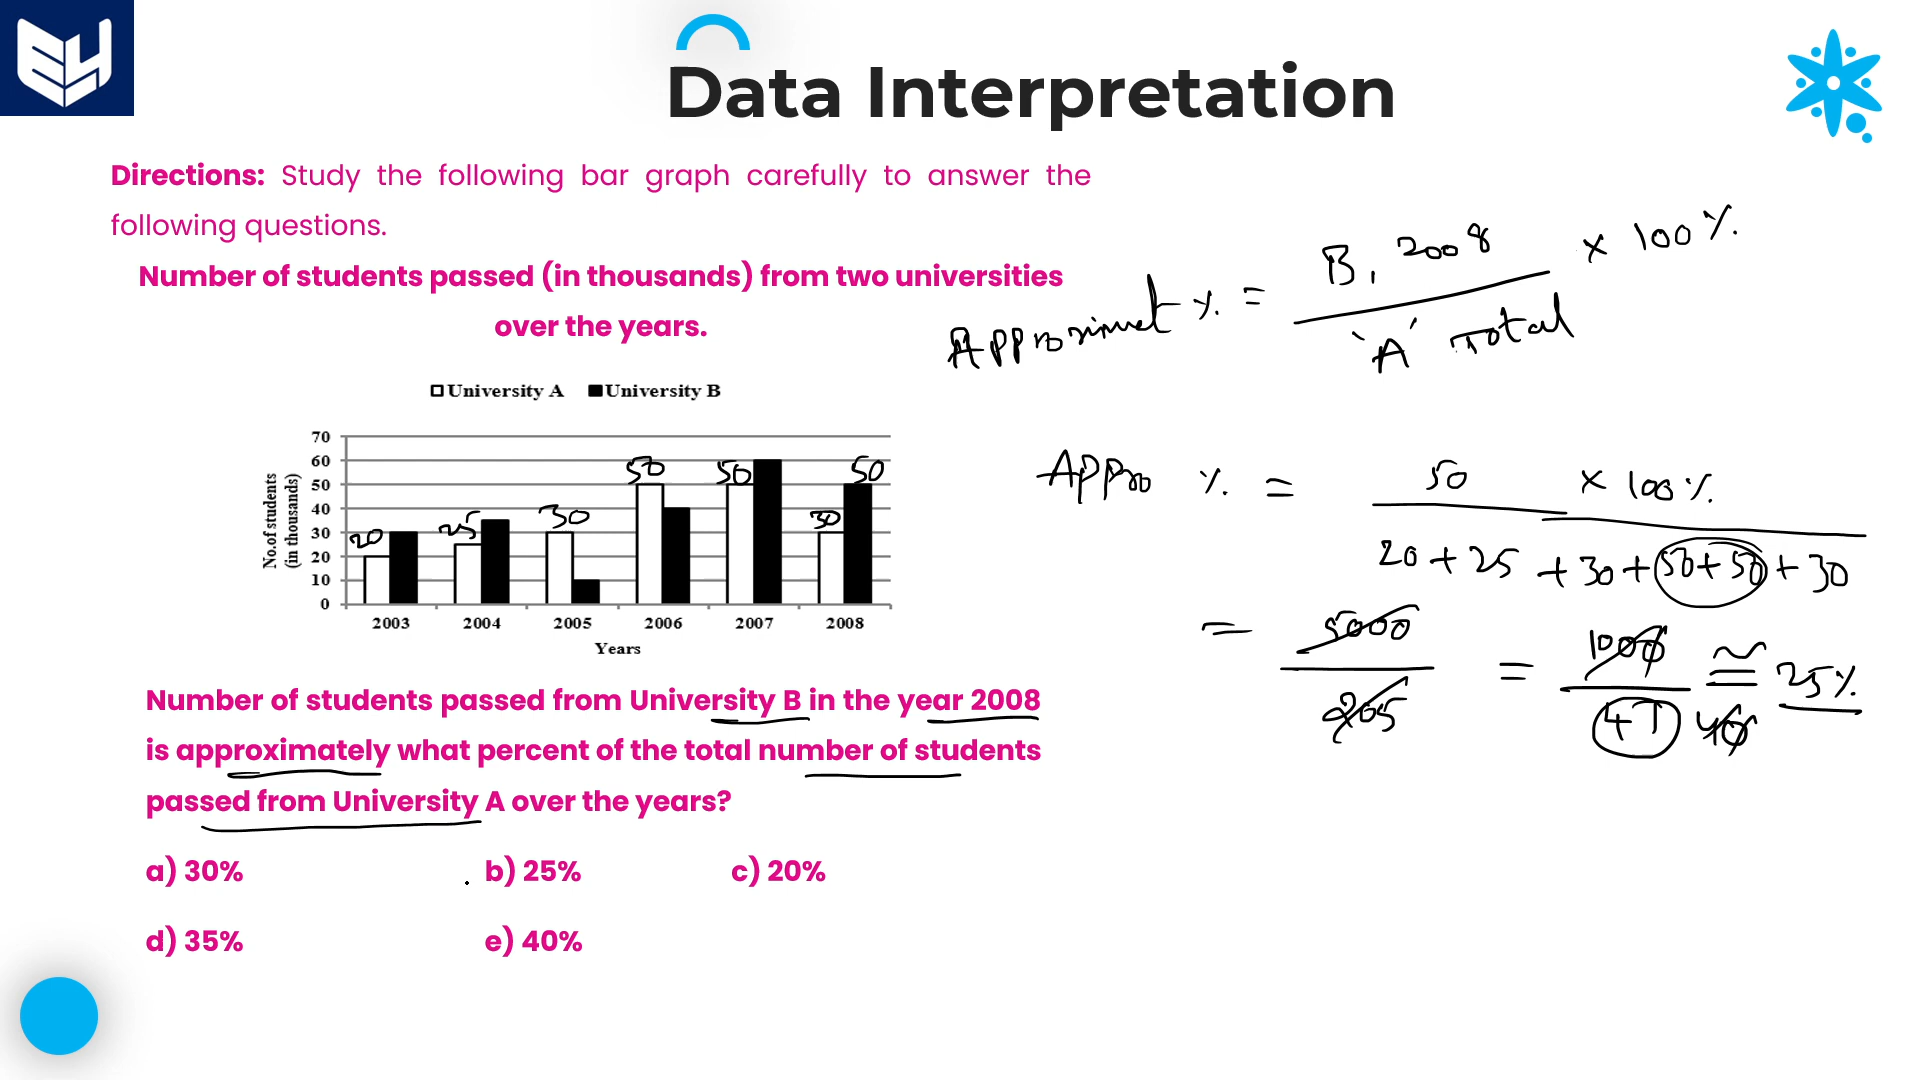 EY
Data Interpretation
Directions: Study the following bar graph carefully to answer the
following questions.
Number of students passed (in thousands) from two universities
over the years.
University A University B
No.of students
(in thousands)
70
60
50
40
30
20
10
0
20
25
30
50
50
30
50
2003 2004 2005 2006 2007 2008
Years
Number of students passed from University B in the year 2008
is approximately what percent of the total number of students
passed from University A over the years?
a) 30% b) 25% c) 20%
d) 35% e) 40%
B, 2008 × 100 %
Approximat % =
'A' Total
Appro % = 50 × 100 %
20 + 25 + 30 + 50 + 50 + 30
= 5000 = 1000 ≅ 25 %
205 41 40